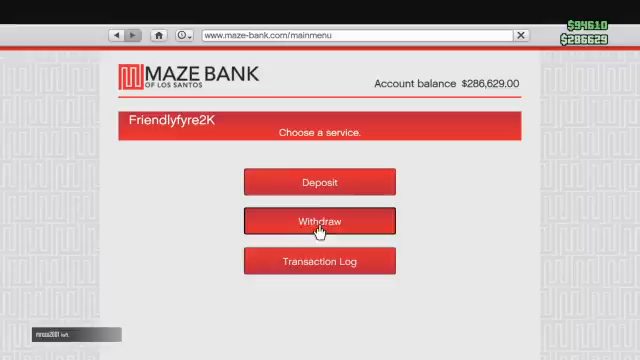 $94610
$286629
www.maze-bank.com/mainmenu
MAZE BANK
OF LOS SANTOS
Account balance $286,629.00
Friendlyfyre2K
Choose a service.
Deposit
Withdraw
Transaction Log
left.